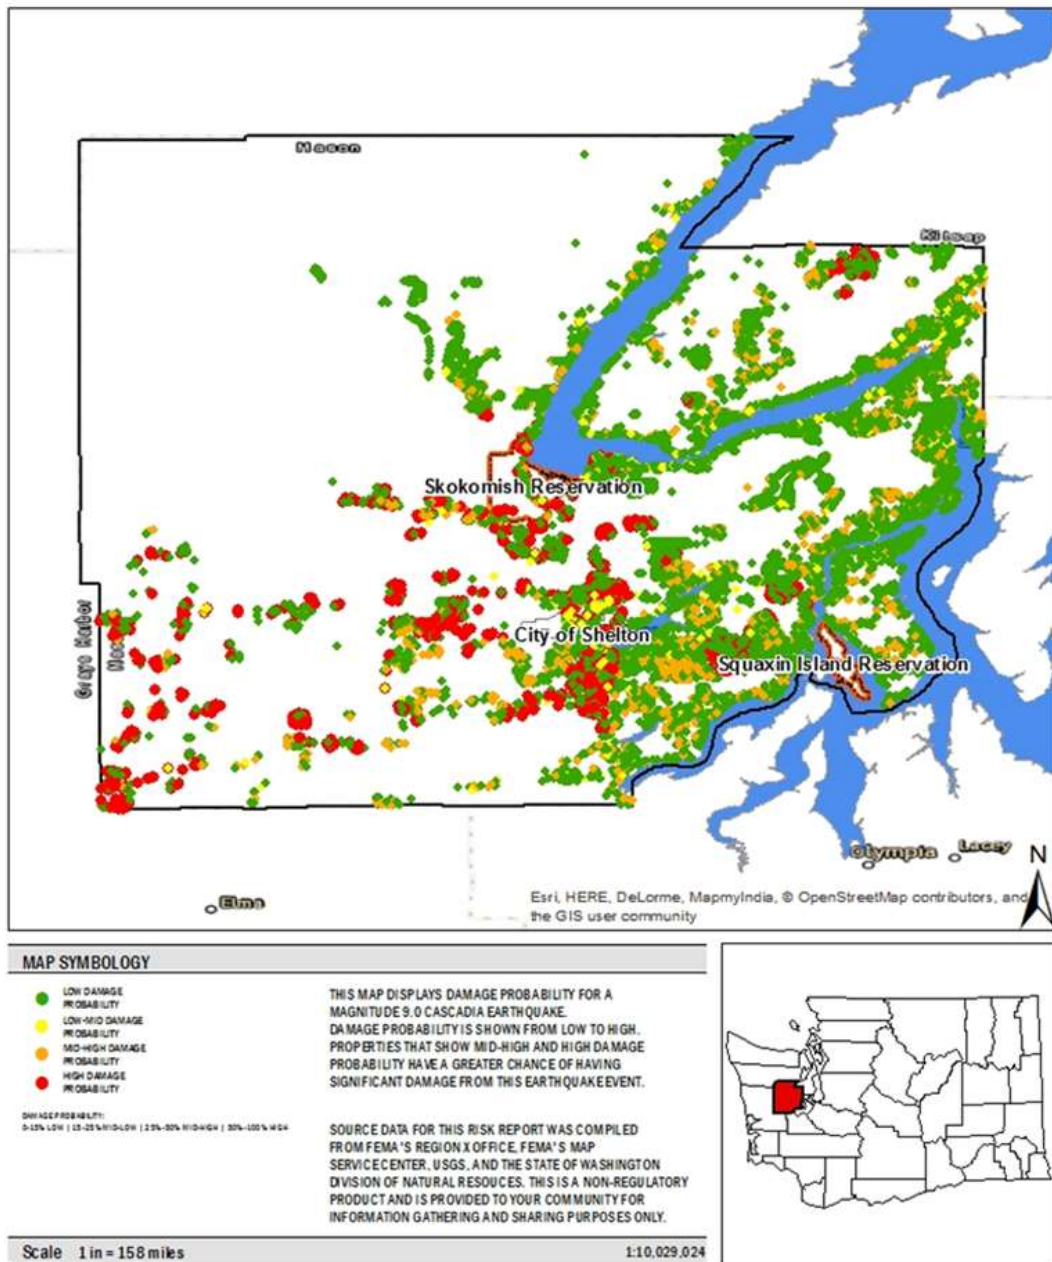 Mason
Kitsap
Skokomish Reservation
City of Shelton
Squaxin Island Reservation
Grays Harbor
Olympia
Lacey
N
Elma
Esri, HERE, DeLorme, MapmyIndia, © OpenStreetMap contributors, and
the GIS user community
MAP SYMBOLOGY
LOW DAMAGE
PROBABILITY
LOW-MID DAMAGE
PROBABILITY
MID-HIGH DAMAGE
PROBABILITY
HIGH DAMAGE
PROBABILITY
DAMAGE PROBABILITY:
THIS MAP DISPLAYS DAMAGE PROBABILITY FOR A
MAGNITUDE 9.0 CASCADIA EARTHQUAKE.
DAMAGE PROBABILITY IS SHOWN FROM LOW TO HIGH.
PROPERTIES THAT SHOW MID-HIGH AND HIGH DAMAGE
PROBABILITY HAVE A GREATER CHANCE OF HAVING
SIGNIFICANT DAMAGE FROM THIS EARTHQUAKE EVENT.
SOURCE DATA FOR THIS RISK REPORT WAS COMPILED
FROM FEMA'S REGION X OFFICE, FEMA'S MAP
SERVICE CENTER, USGS, AND THE STATE OF WASHINGTON
DIVISION OF NATURAL RESOUCES. THIS IS A NON-REGULATORY
PRODUCT AND IS PROVIDED TO YOUR COMMUNITY FOR
INFORMATION GATHERING AND SHARING PURPOSES ONLY.
Scale 1 in = 158 miles
1:10,029,024